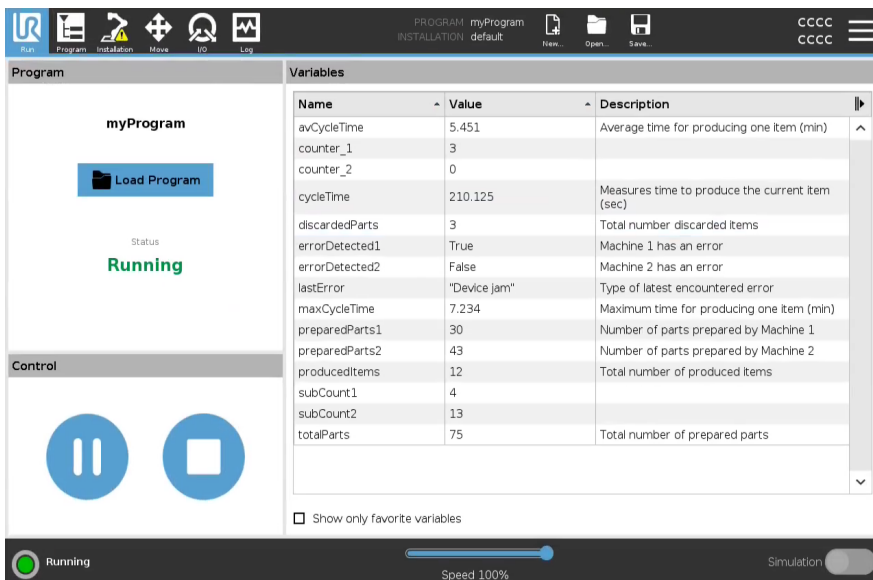 UR
PROGRAM myProgram
INSTALLATION default
CCCC
CCCC
Run Program Installation Move I/O Log New... Open... Save...
Program
myProgram
Load Program
Status
Running
Control
Variables
Name Value Description
avCycleTime 5.451 Average time for producing one item (min)
counter_1 3
counter_2 0
cycleTime 210.125 Measures time to produce the current item
(sec)
discardedParts 3 Total number discarded items
errorDetected1 True Machine 1 has an error
errorDetected2 False Machine 2 has an error
lastError "Device jam" Type of latest encountered error
maxCycleTime 7.234 Maximum time for producing one item (min)
preparedParts1 30 Number of parts prepared by Machine 1
preparedParts2 43 Number of parts prepared by Machine 2
producedItems 12 Total number of produced items
subCount1 4
subCount2 13
totalParts 75 Total number of prepared parts
Show only favorite variables
Running
Speed 100%
Simulation